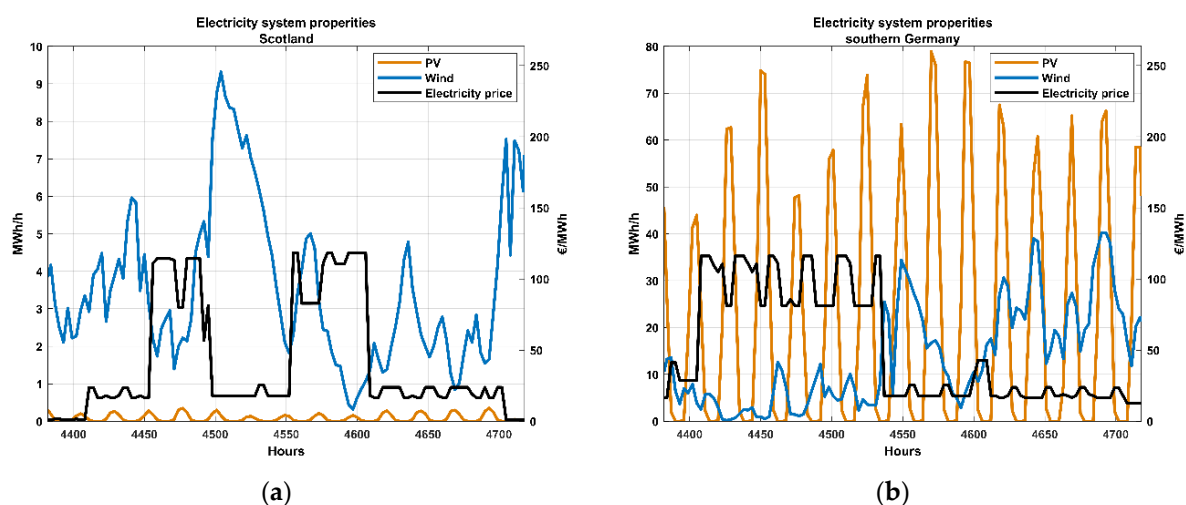 Electricity system properities
Scotland
10
9
8
7
6
5
4
3
2
1
0
MWh/h
250
200
150
100
50
0
€/MWh
PV
Wind
Electricity price
4400 4450 4500 4550 4600 4650 4700
Hours
(a)
Electricity system properities
southern Germany
80
70
60
50
40
30
20
10
0
MWh/h
250
200
150
100
50
0
€/MWh
PV
Wind
Electricity price
4400 4450 4500 4550 4600 4650 4700
Hours
(b)